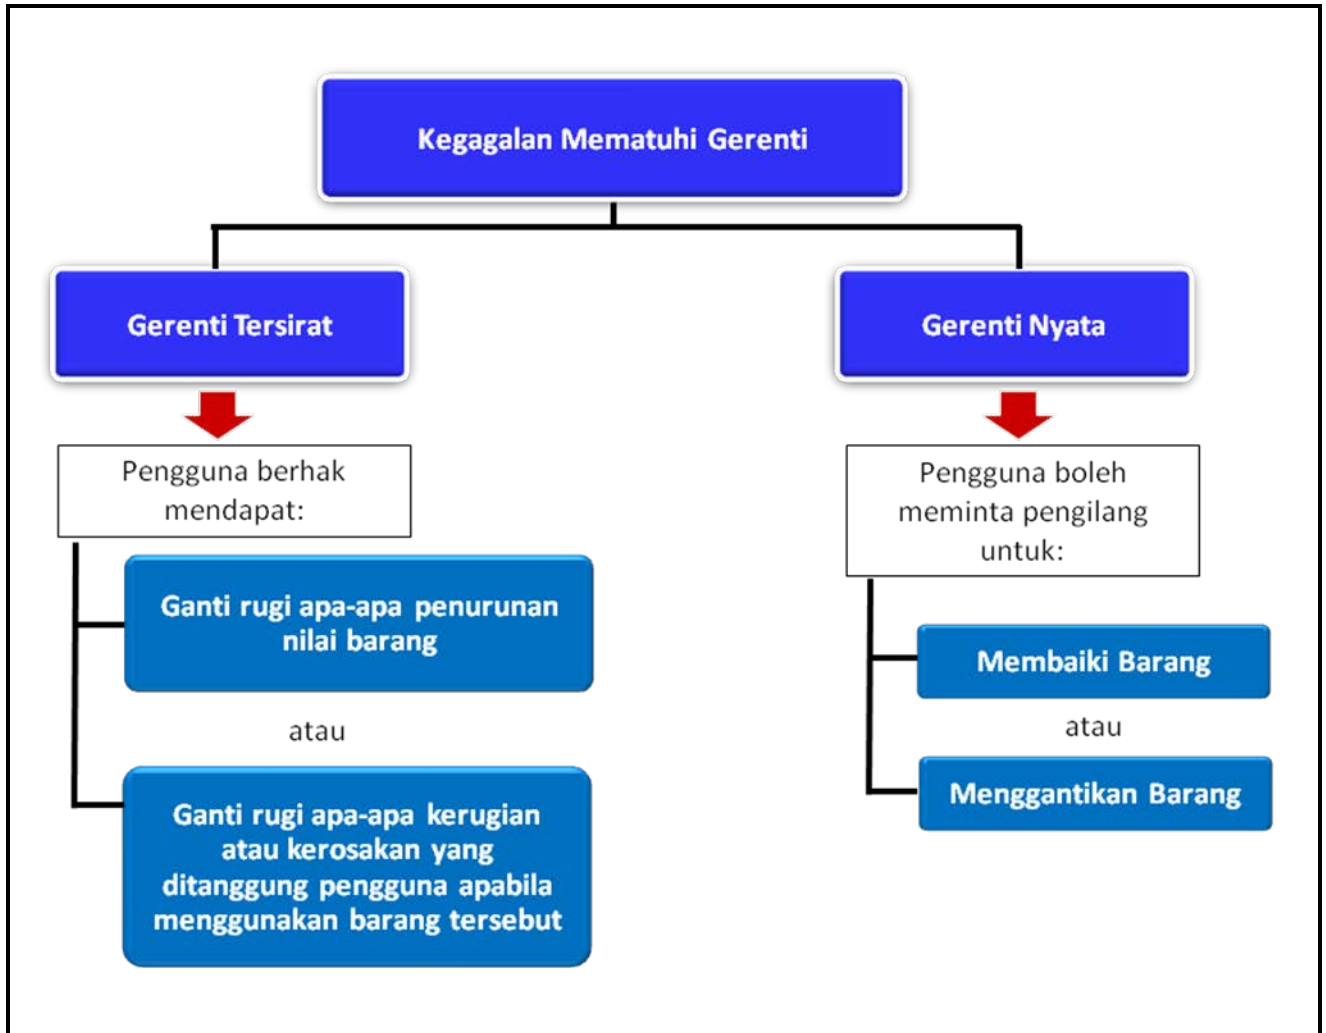 Kegagalan Mematuhi Gerenti
Gerenti Tersirat
Pengguna berhak
mendapat:
Ganti rugi apa-apa penurunan
nilai barang
atau
Ganti rugi apa-apa kerugian
atau kerosakan yang
ditanggung pengguna apabila
menggunakan barang tersebut
Gerenti Nyata
Pengguna boleh
meminta pengilang
untuk:
Membaiki Barang
atau
Menggantikan Barang